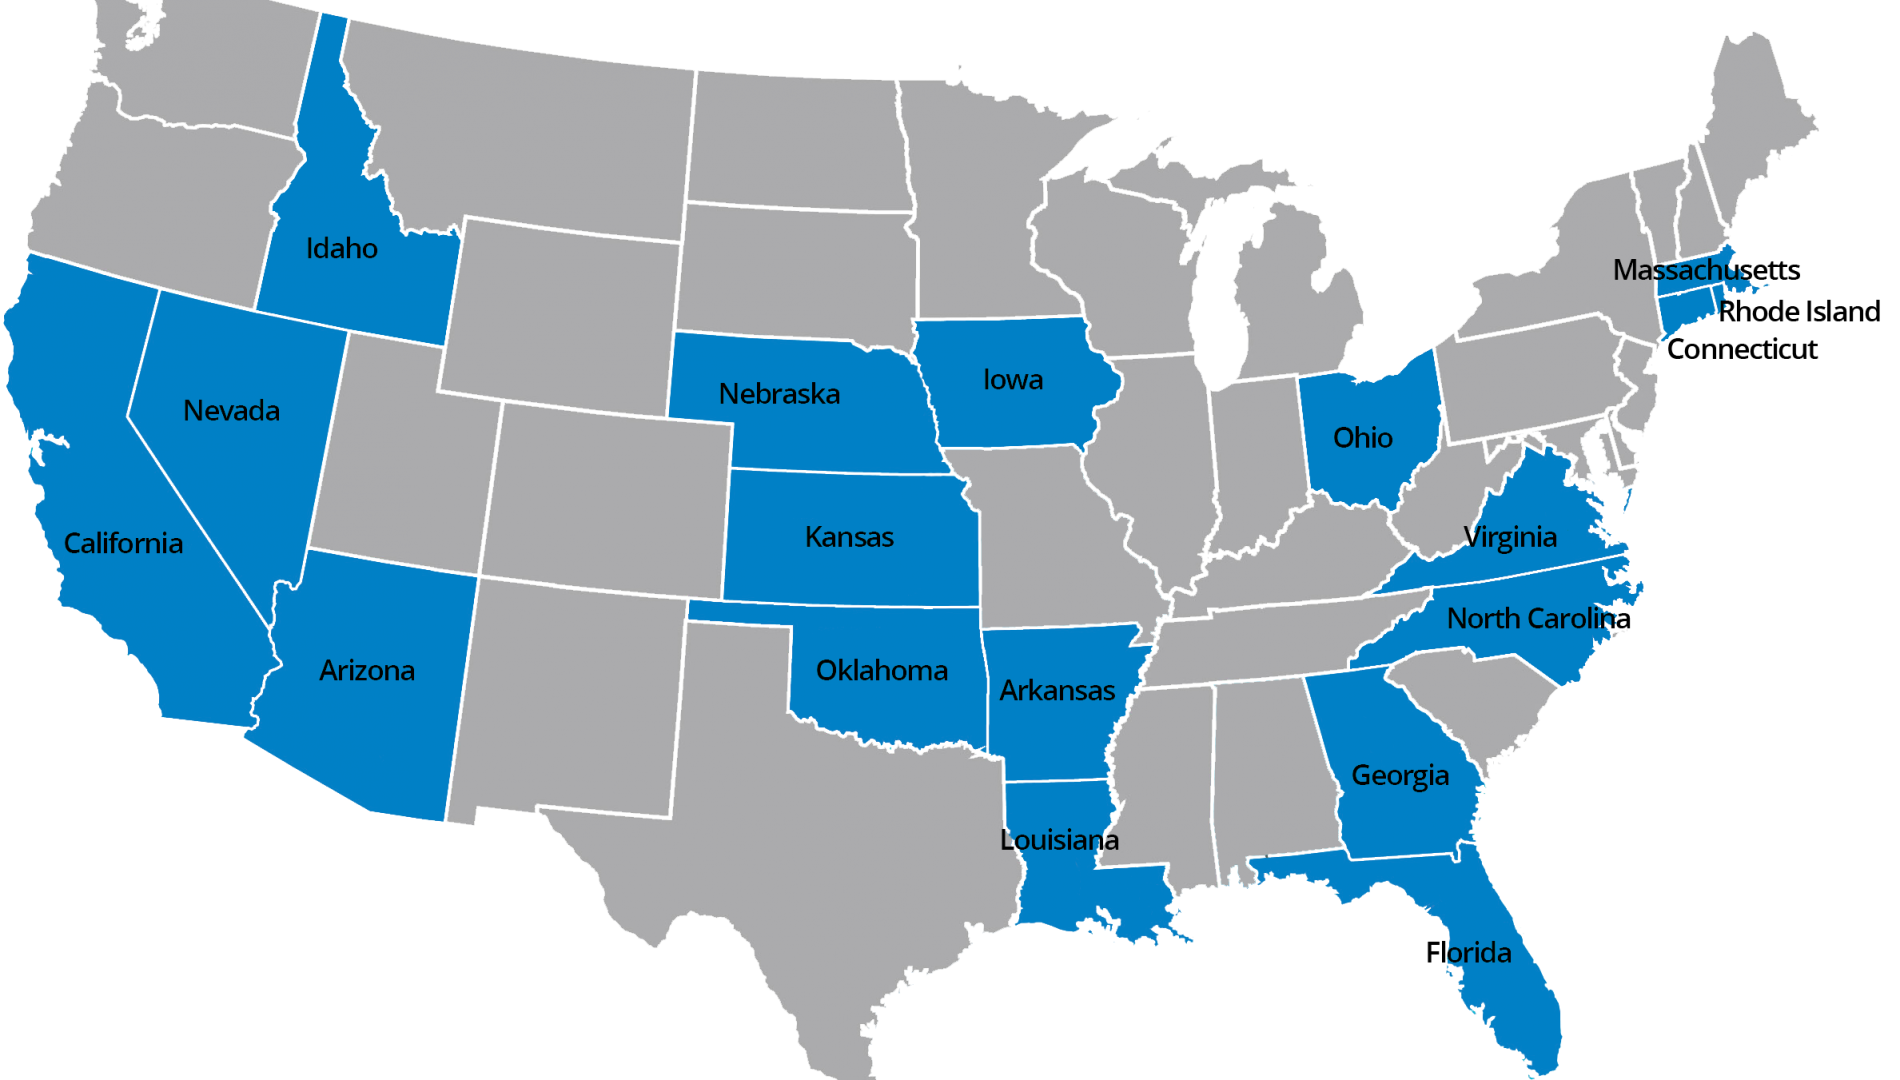 Idaho
Massachusetts
Rhode Island
Connecticut
Iowa
Nebraska
Nevada
Ohio
Kansas
Virginia
California
North Carolina
Arizona
Oklahoma
Arkansas
Georgia
Louisiana
Florida